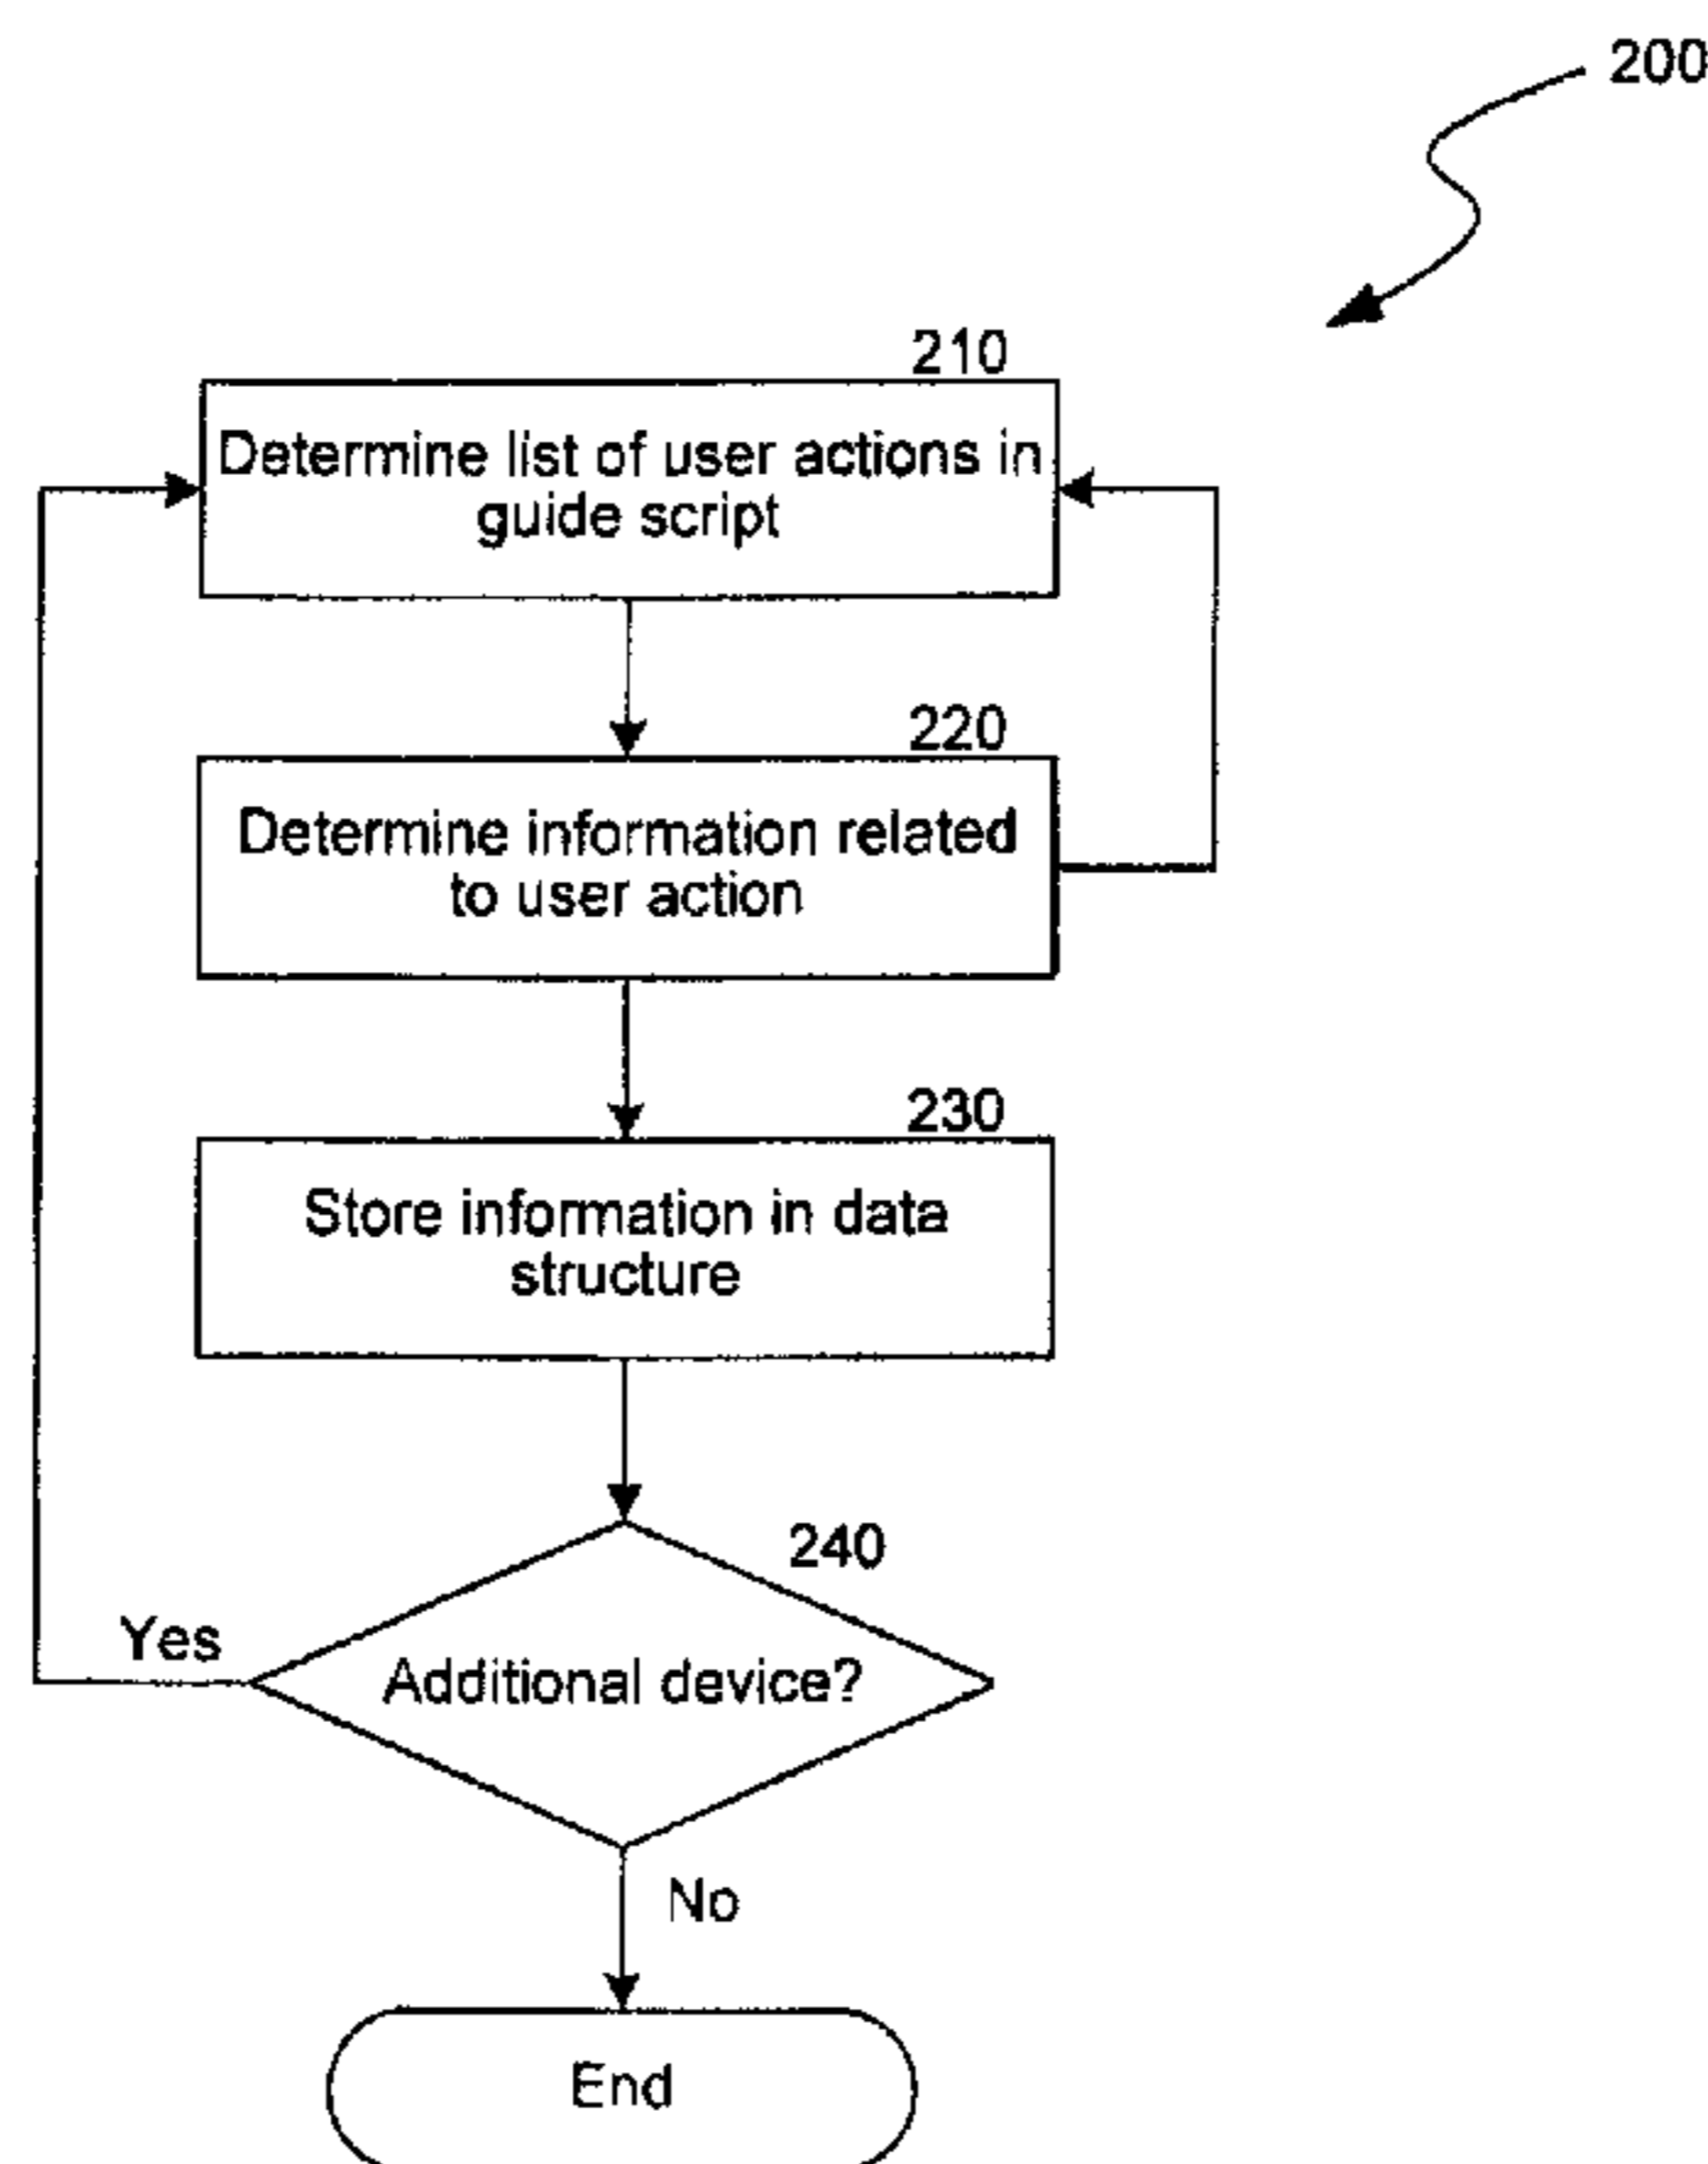 200
210
Determine list of user actions in
guide script
220
Determine information related
to user action
230
Store information in data
structure
240
Yes
Additional device?
No
End